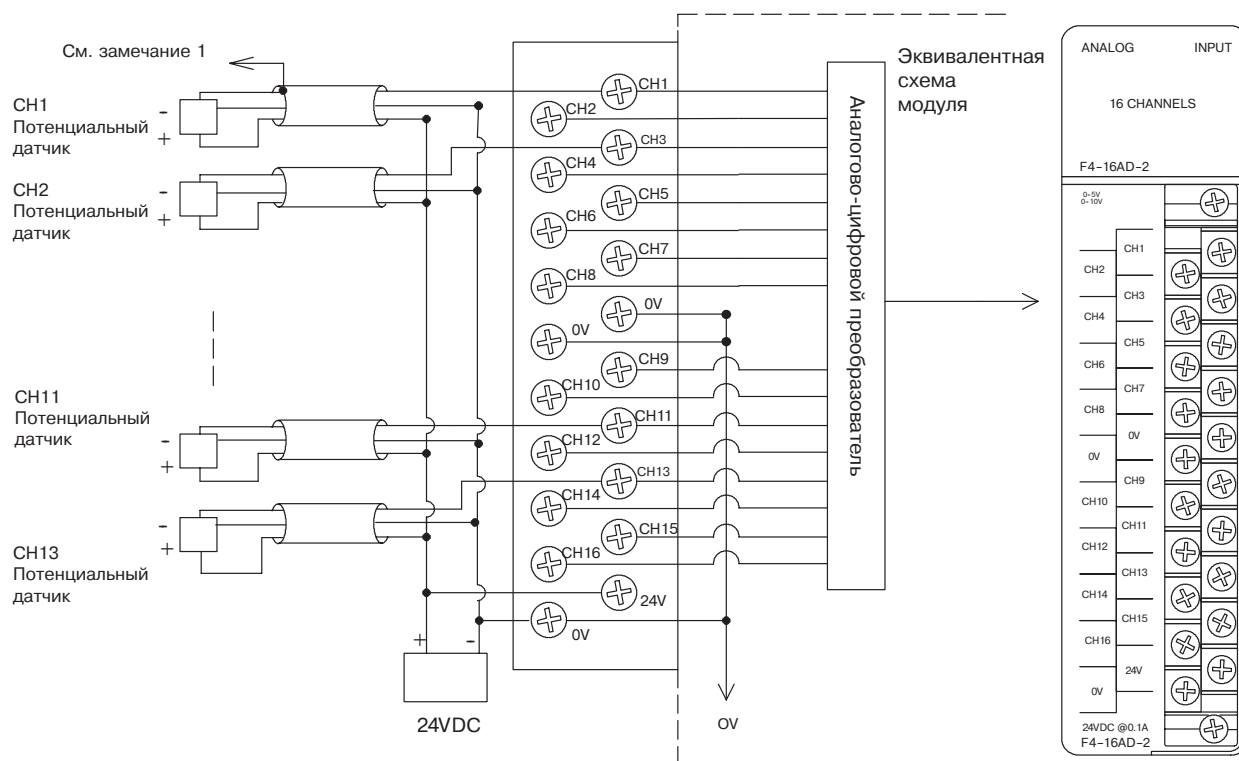 См. замечание 1
CH1
Потенциальный
датчик
-
+
CH2
Потенциальный
датчик
-
+
CH11
Потенциальный
датчик
-
+
CH13
Потенциальный
датчик
-
+
CH1
CH2
CH3
CH4
CH5
CH6
CH7
CH8
0V
0V
CH9
CH10
CH11
CH12
CH13
CH14
CH15
CH16
24V
0V
+ -
24VDC
0V
Аналогово-цифровой преобразователь
Эквивалентная
схема
модуля
ANALOG INPUT
16 CHANNELS
F4-16AD-2
0-5V
0-10V
CH1
CH2
CH3
CH4
CH5
CH6
CH7
CH8
0V
0V
CH9
CH10
CH11
CH12
CH13
CH14
CH15
CH16
24V
0V
24VDC @0.1A
F4-16AD-2